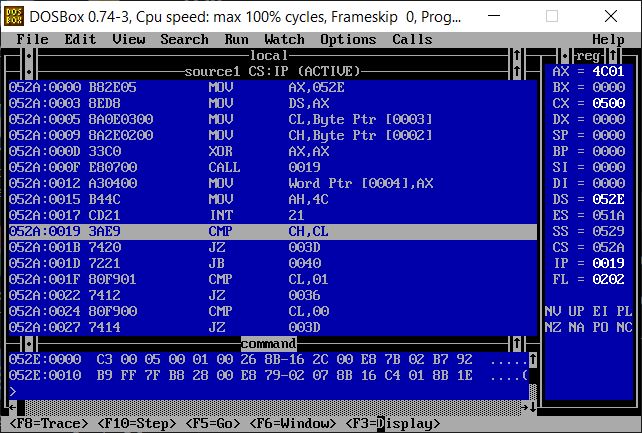 DOSBox 0.74-3, Cpu speed: max 100% cycles, Frameskip 0, Prog...
File Edit View Search Run Watch Options Calls Help
local
reg
source1 CS:IP (ACTIVE)
052A:0000 B82E05 MOV AX,052E
052A:0003 8ED8 MOV DS,AX
052A:0005 8A0E0300 MOV CL,Byte Ptr [0003]
052A:0009 8A2E0200 MOV CH,Byte Ptr [0002]
052A:000D 33C0 XOR AX,AX
052A:000F E80700 CALL 0019
052A:0012 A30400 MOV Word Ptr [0004],AX
052A:0015 B44C MOV AH,4C
052A:0017 CD21 INT 21
052A:0019 3AE9 CMP CH,CL
052A:001B 7420 JZ 003D
052A:001D 7221 JB 0040
052A:001F 80F901 CMP CL,01
052A:0022 7412 JZ 0036
052A:0024 80F900 CMP CL,00
052A:0027 7414 JZ 003D
AX = 4C01
BX = 0000
CX = 0500
DX = 0000
SP = 0000
BP = 0000
SI = 0000
DI = 0000
DS = 052E
ES = 051A
SS = 0529
CS = 052A
IP = 0019
FL = 0202
NV UP EI PL
NZ NA PO NC
command
052E:0000 C3 00 05 00 01 00 26 8B-16 2C 00 E8 7B 02 B7 92 .....
052E:0010 B9 FF 7F B8 28 00 E8 79-02 07 8B 16 C4 01 8B 1E ....(
>
<F8=Trace> <F10=Step> <F5=Go> <F6=Window> <F3=Display>